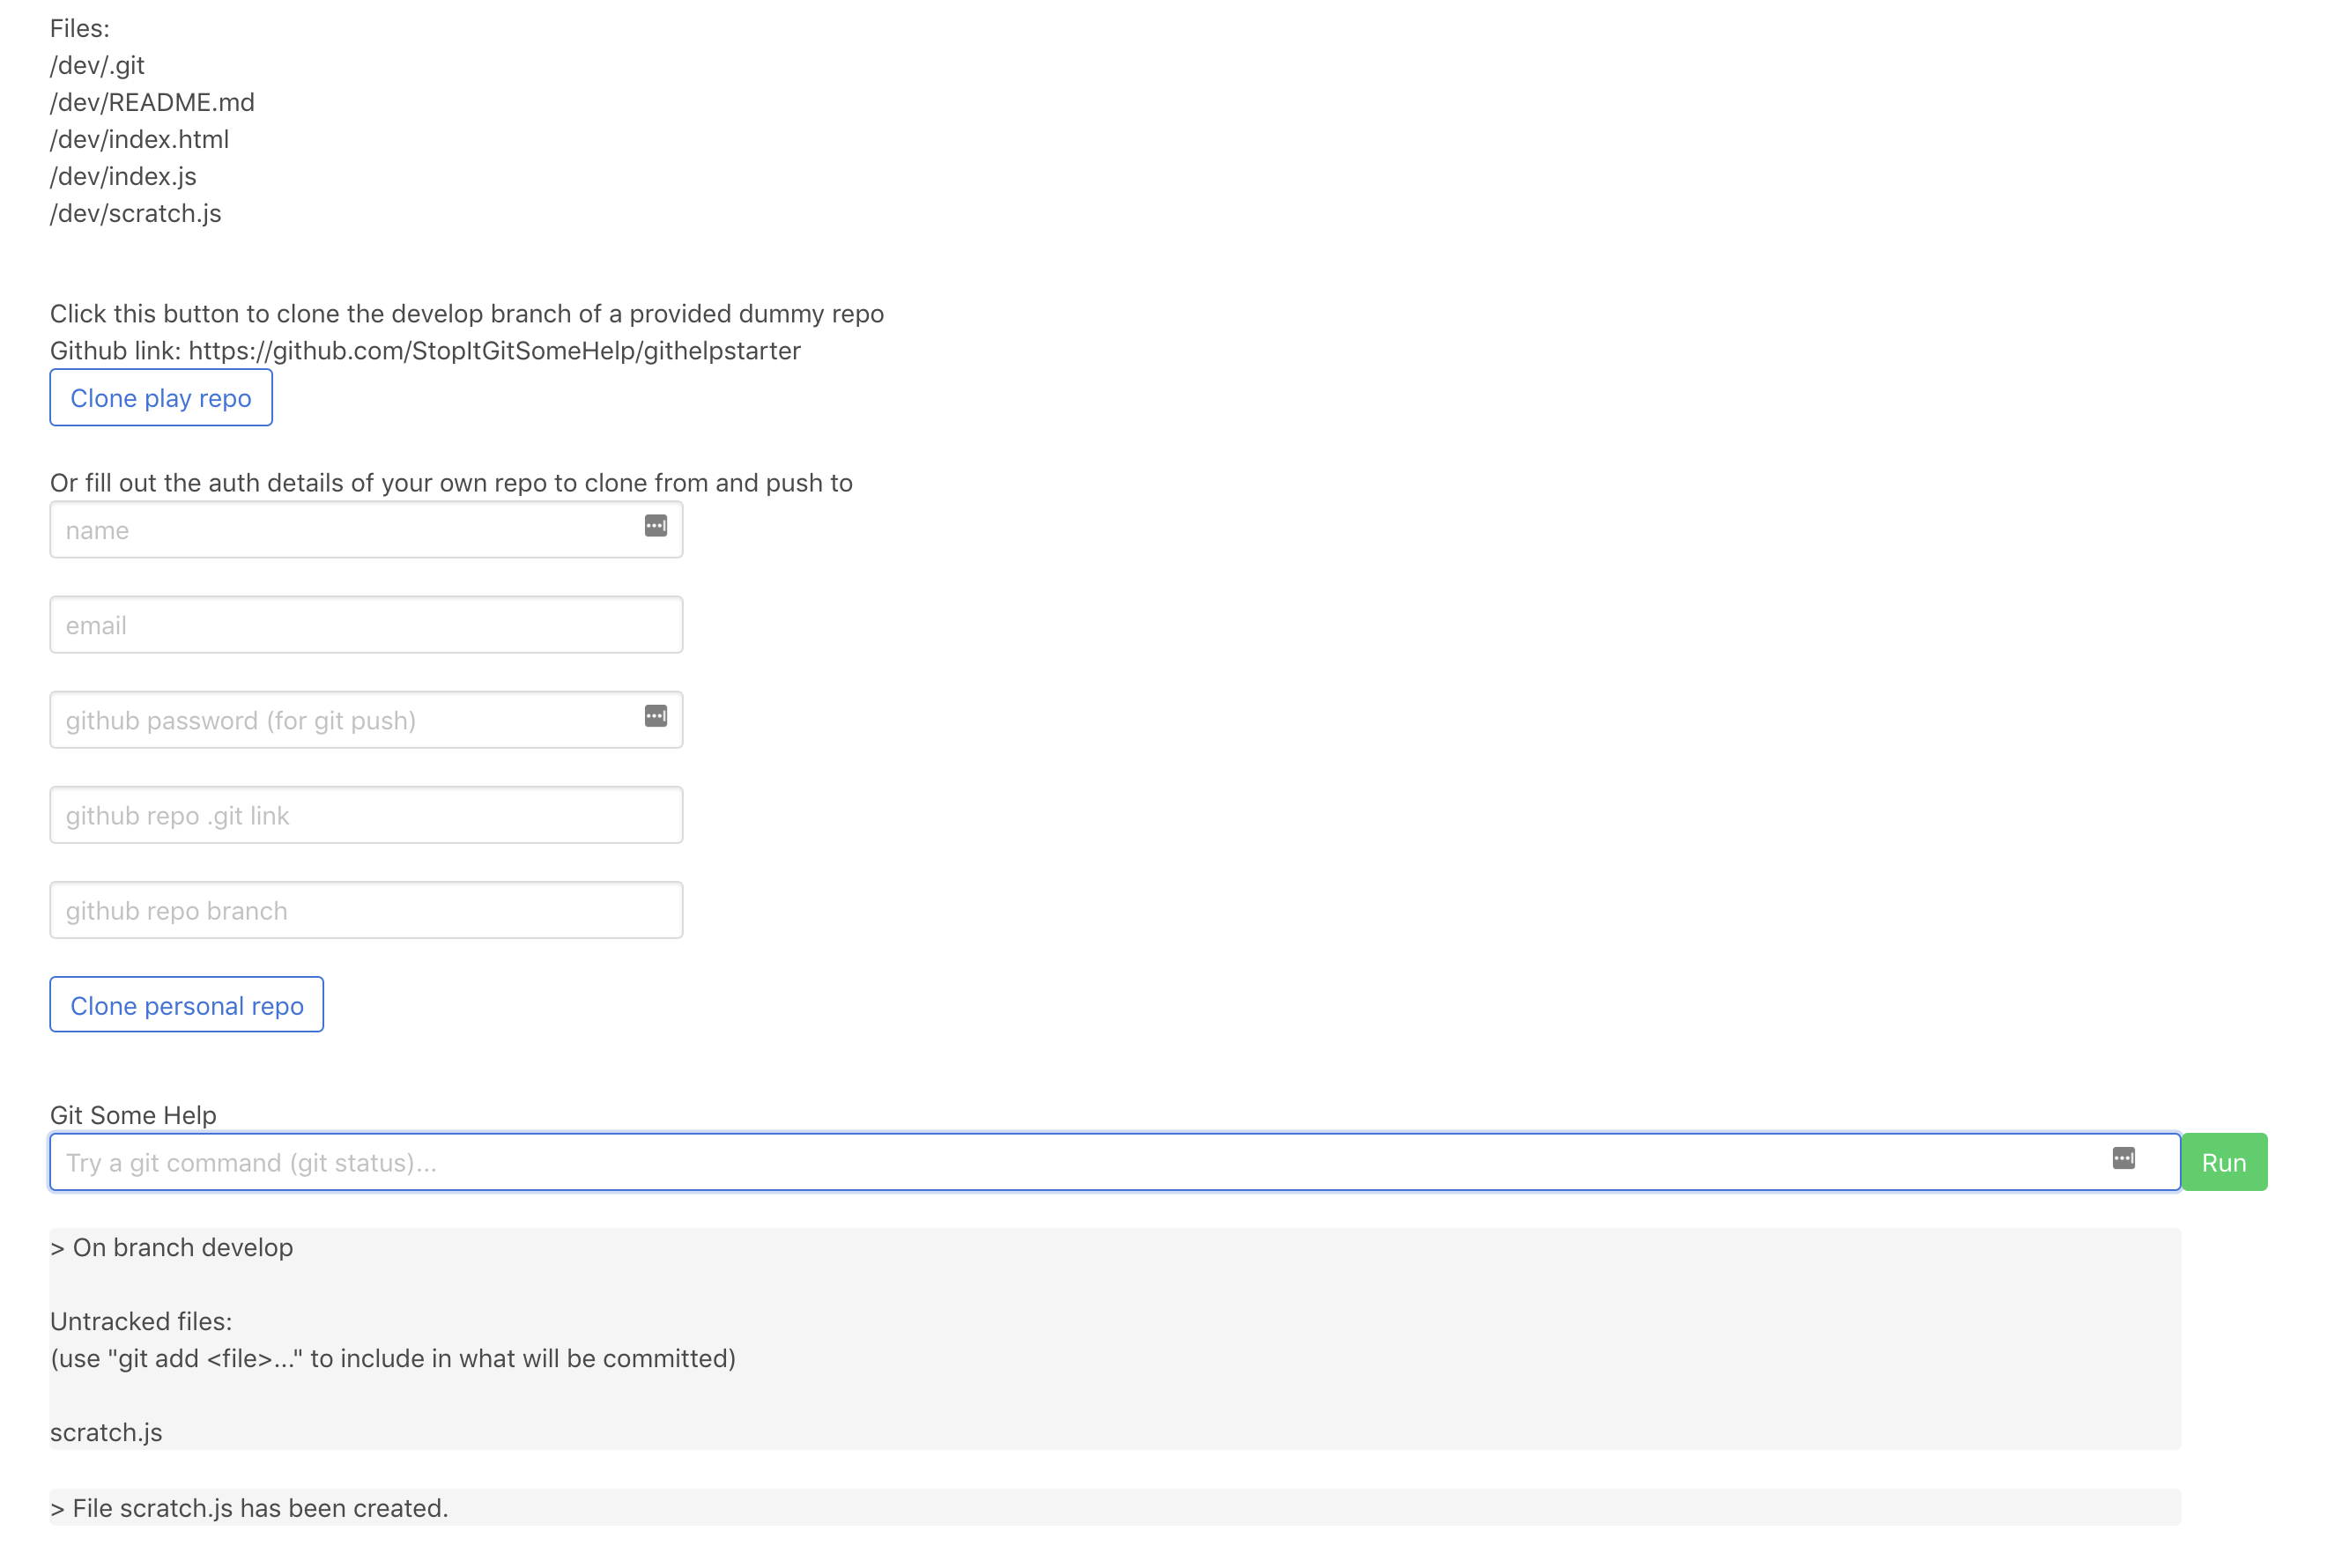 Files:
/dev/.git
/dev/README.md
/dev/index.html
/dev/index.js
/dev/scratch.js
Click this button to clone the develop branch of a provided dummy repo
Github link: https://github.com/StopItGitSomeHelp/githelpstarter
Clone play repo
Or fill out the auth details of your own repo to clone from and push to
name
email
github password (for git push)
github repo .git link
github repo branch
Clone personal repo
Git Some Help
Try a git command (git status)...
Run
> On branch develop
Untracked files:
(use "git add <file>..." to include in what will be committed)
scratch.js
> File scratch.js has been created.